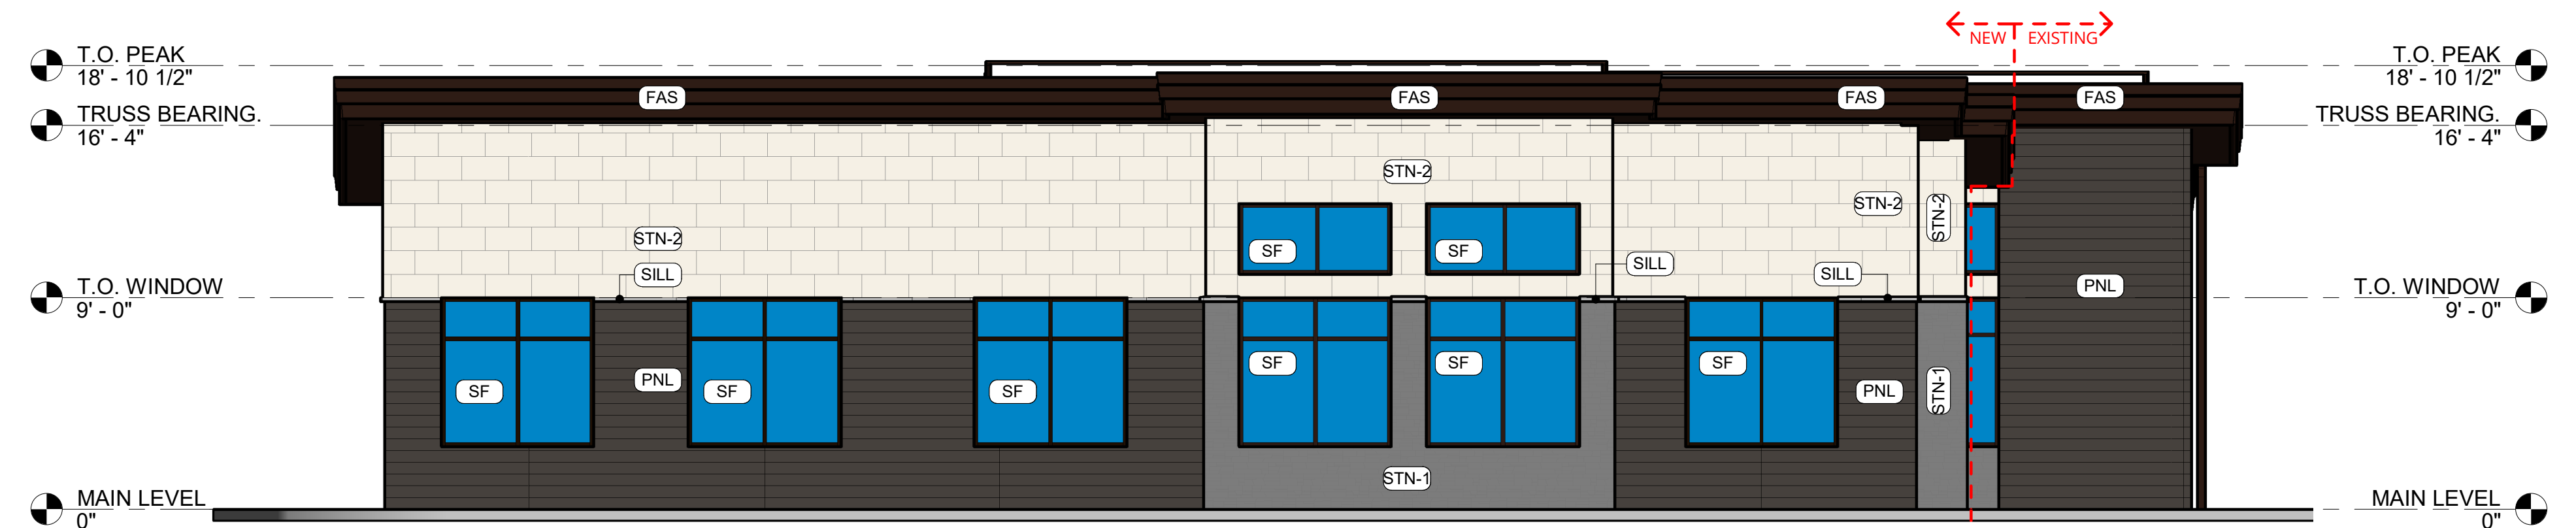 NEW EXISTING
T.O. PEAK
18' - 10 1/2"
T.O. PEAK
18' - 10 1/2"
FAS
FAS
FAS
FAS
TRUSS BEARING.
16' - 4"
TRUSS BEARING.
16' - 4"
STN-2
STN-2
STN-2
STN-2
SF
SF
SILL
SILL
SILL
T.O. WINDOW
9' - 0"
PNL
T.O. WINDOW
9' - 0"
SF
SF
SF
SF
PNL
SF
SF
PNL
STN-1
STN-1
MAIN LEVEL
0"
MAIN LEVEL
0"